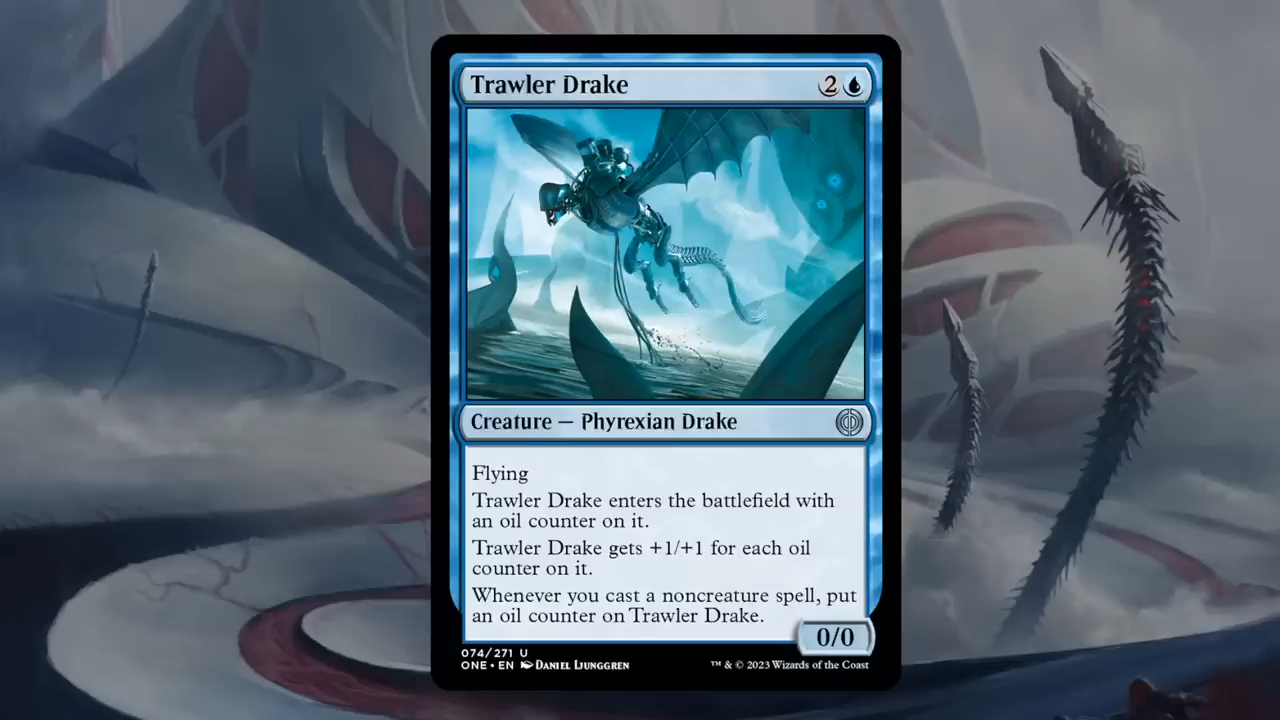 Trawler Drake 2
Creature — Phyrexian Drake
Flying
Trawler Drake enters the battlefield with
an oil counter on it.
Trawler Drake gets +1/+1 for each oil
counter on it.
Whenever you cast a noncreature spell, put
an oil counter on Trawler Drake.
0/0
074/271 U
ONE • EN Daniel Ljunggren
™ & © 2023 Wizards of the Coast